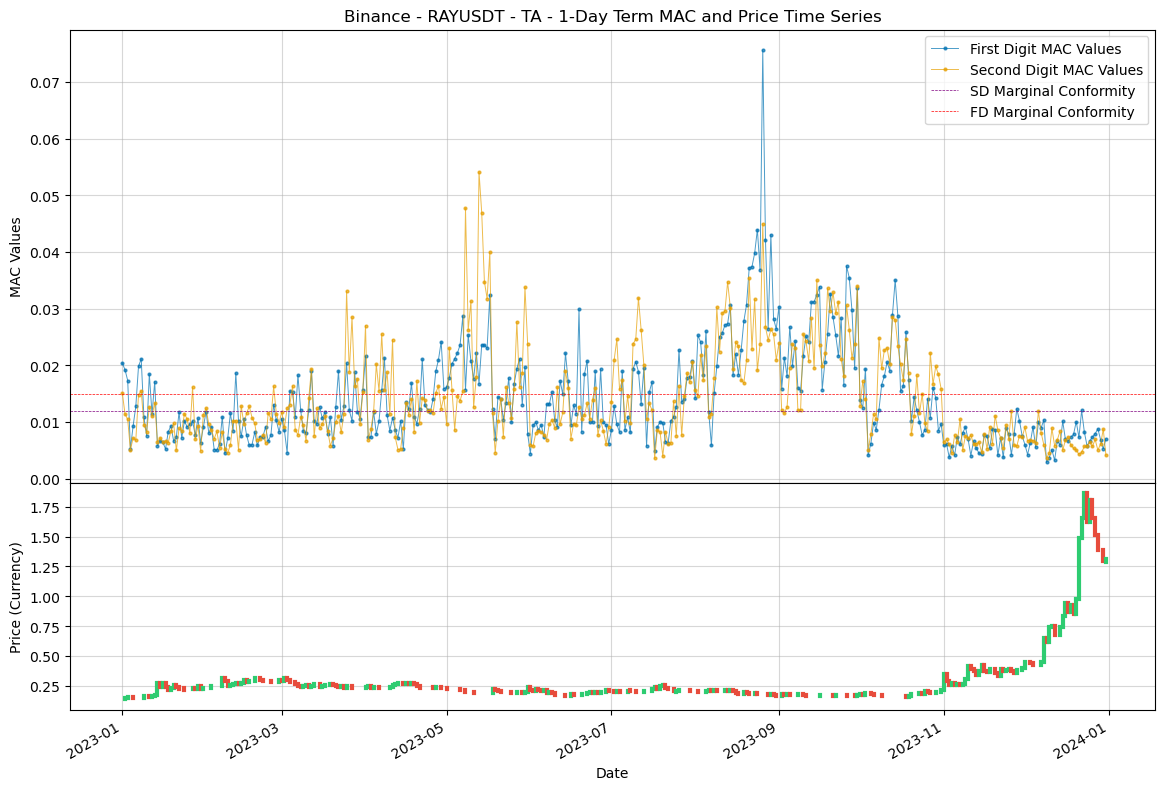 Binance - RAYUSDT - TA - 1-Day Term MAC and Price Time Series
First Digit MAC Values
Second Digit MAC Values
SD Marginal Conformity
FD Marginal Conformity
MAC Values
0.07
0.06
0.05
0.04
0.03
0.02
0.01
0.00
Price (Currency)
1.75
1.50
1.25
1.00
0.75
0.50
0.25
2023-01
2023-03
2023-05
2023-07
2023-09
2023-11
2024-01
Date